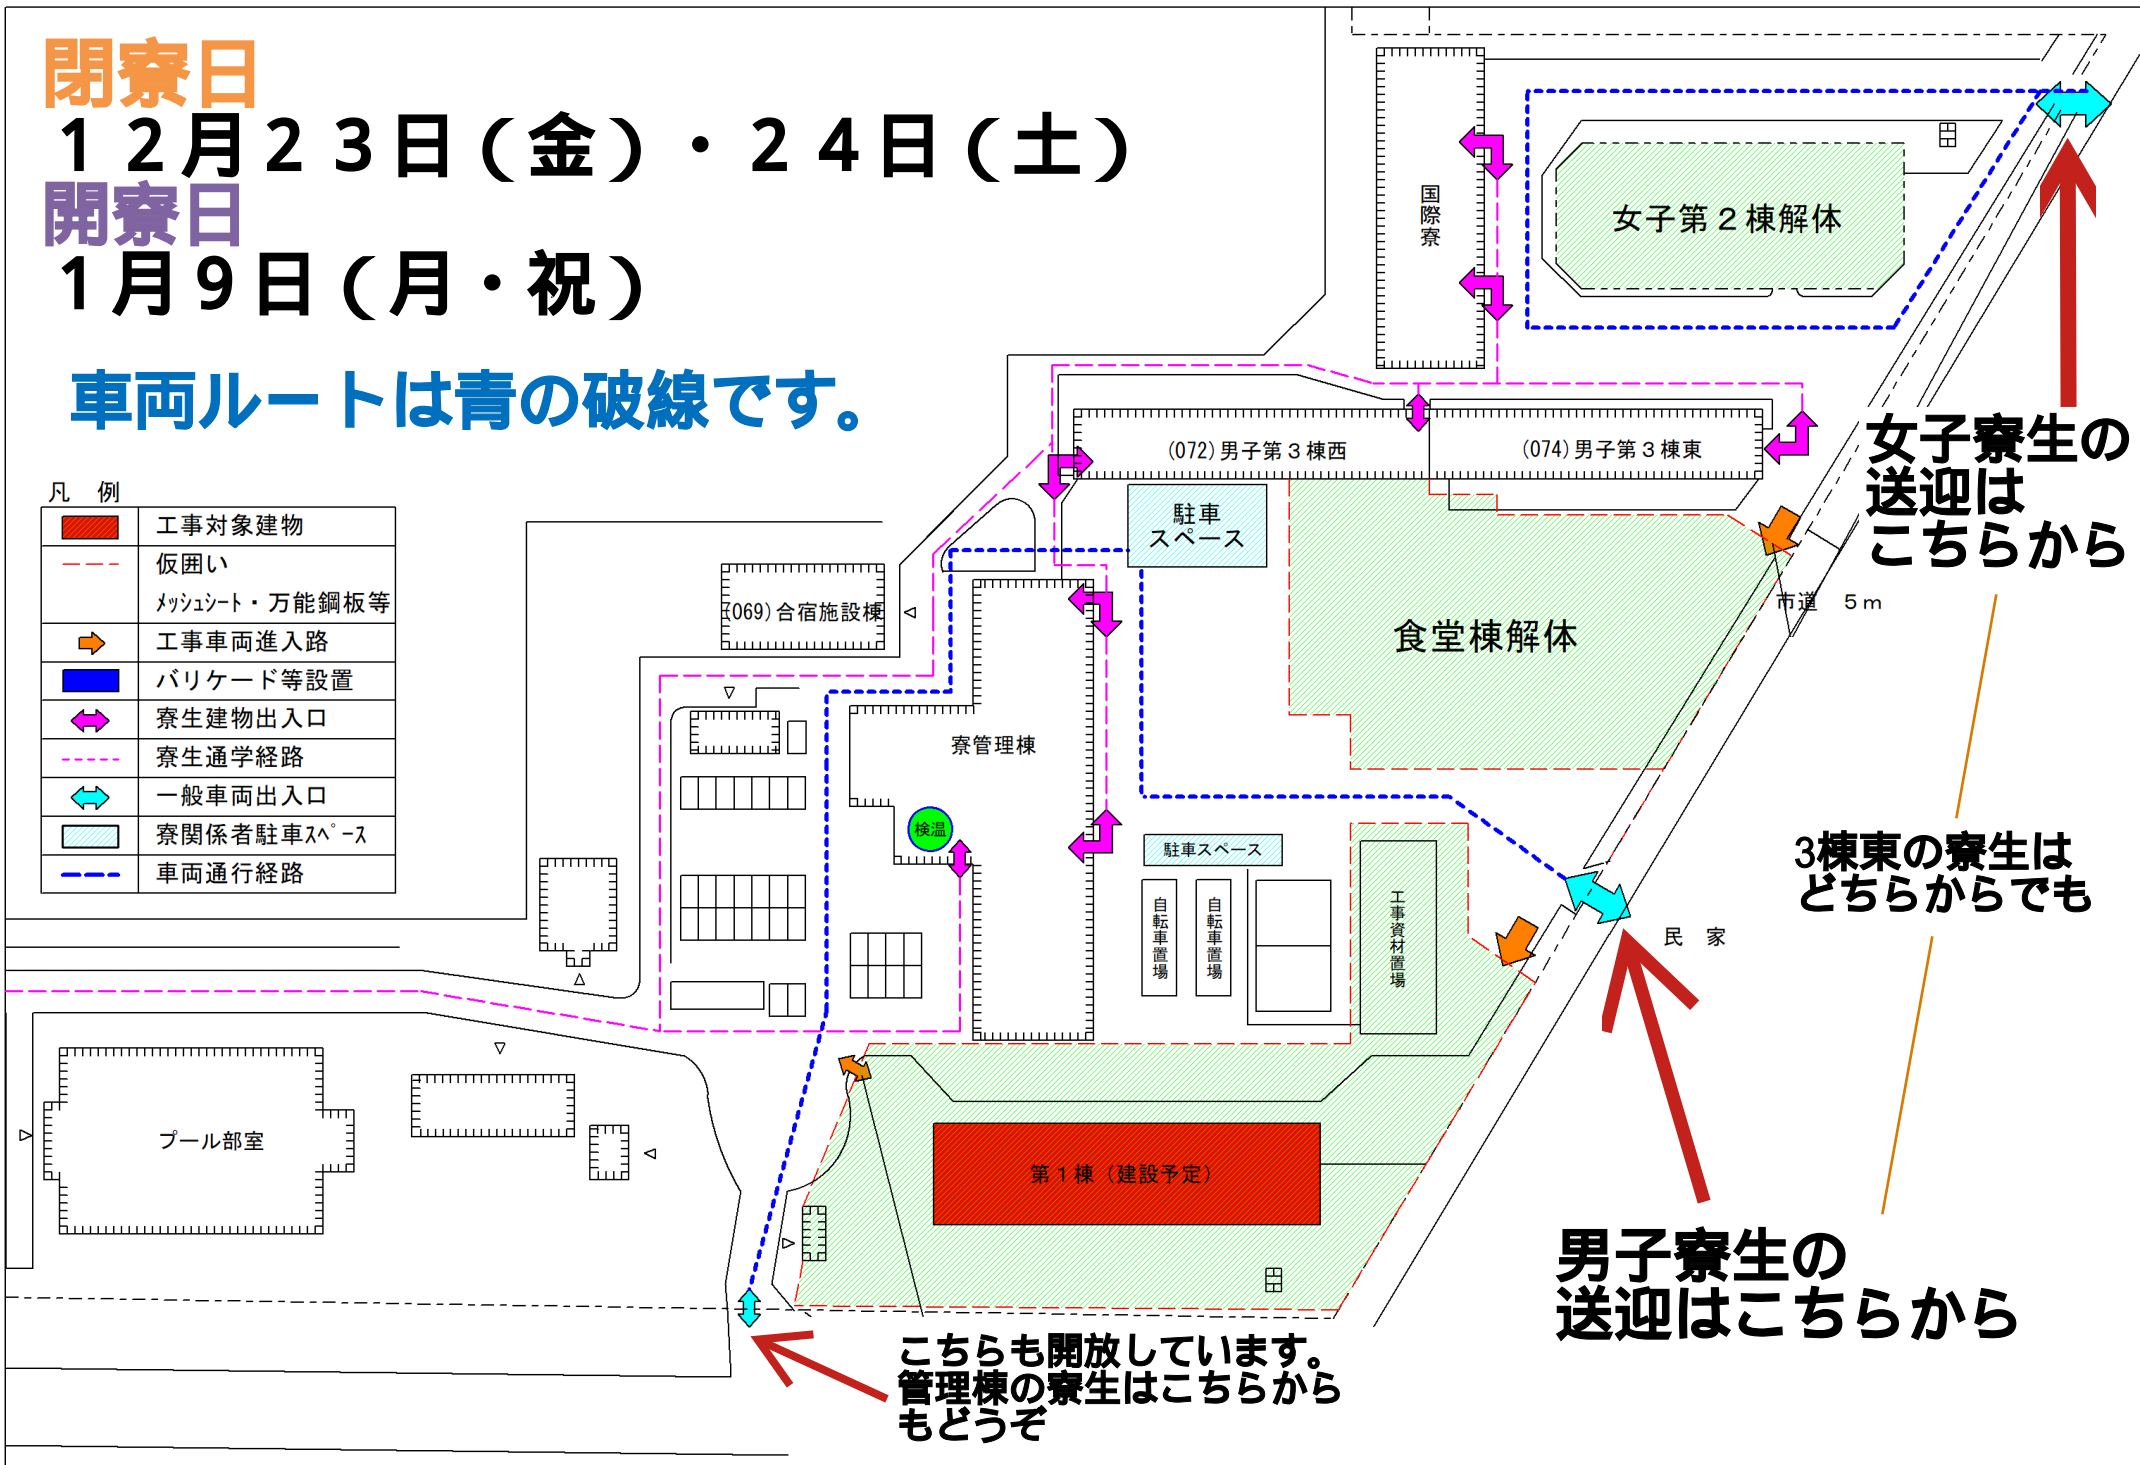 閉寮日
１２月２３日（金）・２４日（土）
開寮日
１月９日（月・祝）
車両ルートは青の破線です。
凡　例
工事対象建物
仮囲い
ﾒｯｼｭｼｰﾄ・万能鋼板等
工事車両進入路
バリケード等設置
寮生建物出入口
寮生通学経路
一般車両出入口
寮関係者駐車ｽﾍﾟｰｽ
車両通行経路
国際寮
女子第２棟解体
(072)男子第３棟西
(074)男子第３棟東
女子寮生の
送迎は
こちらから
駐車
スペース
(069)合宿施設棟
食堂棟解体
市道　５ｍ
寮管理棟
検温
駐車スペース
自転車置場
自転車置場
工事資材置場
3棟東の寮生は
どちらからでも
民　家
プール部室
第１棟（建設予定）
男子寮生の
送迎はこちらから
こちらも開放しています。
管理棟の寮生はこちらから
もどうぞ